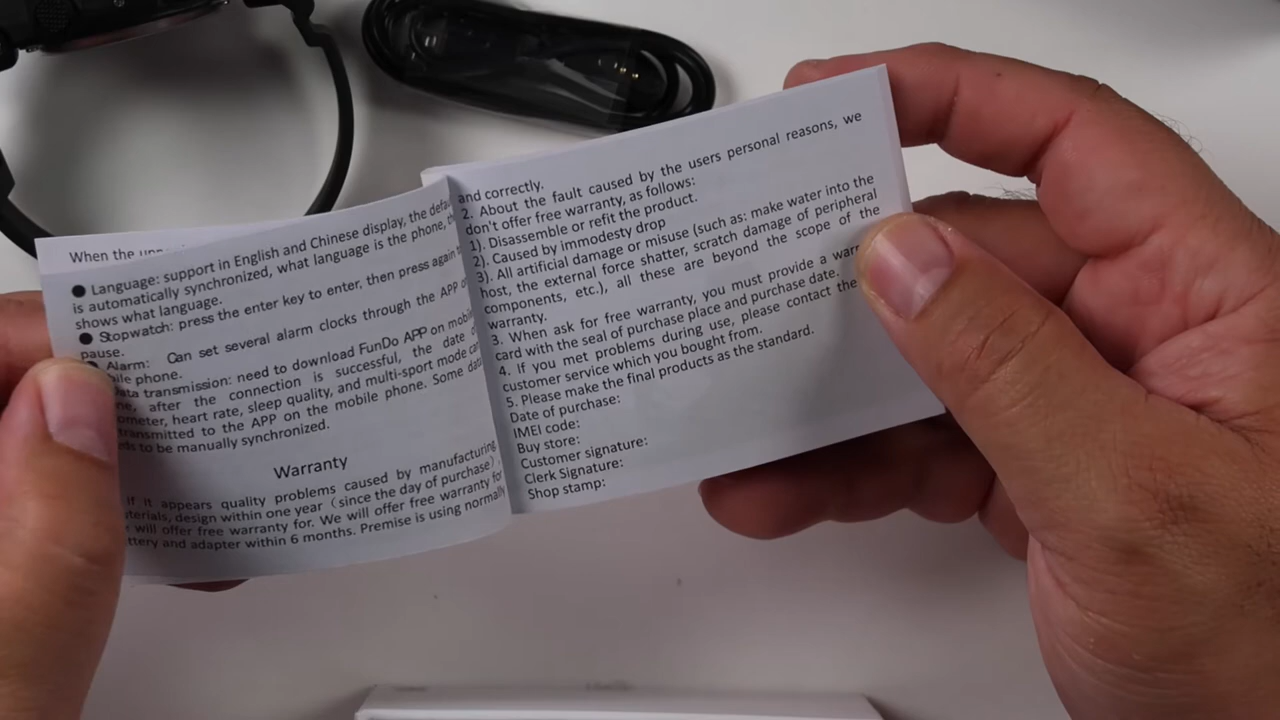 When the
● Language: support in English and Chinese display, the
is automatically synchronized, what language is the phone,
shows what language.
● Stopwatch: press the enter key to enter, then press again
pause.
Alarm: Can set several alarm clocks through the APP
phone.
transmission: need to download FunDo APP on
after the connection is successful, the date
heart rate, sleep quality, and multi-sport mode
transmitted to the APP on the mobile phone. Some
to be manually synchronized.
Warranty
if it appears quality problems caused by manufacturing
design within one year (since the day of purchase),
will offer free warranty for. We will offer free warranty for
and adapter within 6 months. Premise is using normally
and correctly.
2. About the fault caused by the users personal reasons, we
don't offer free warranty, as follows:
1). Disassemble or refit the product.
2). Caused by immodesty drop
3). All artificial damage or misuse (such as: make water into the
host, the external force shatter, scratch damage of peripheral
components, etc.), all these are beyond the scope of the
warranty.
3. When ask for free warranty, you must provide a
card with the seal of purchase place and purchase date.
4. If you met problems during use, please contact the
customer service which you bought from.
5. Please make the final products as the standard.
Date of purchase:
IMEI code:
Buy store:
Customer signature:
Clerk Signature:
Shop stamp: